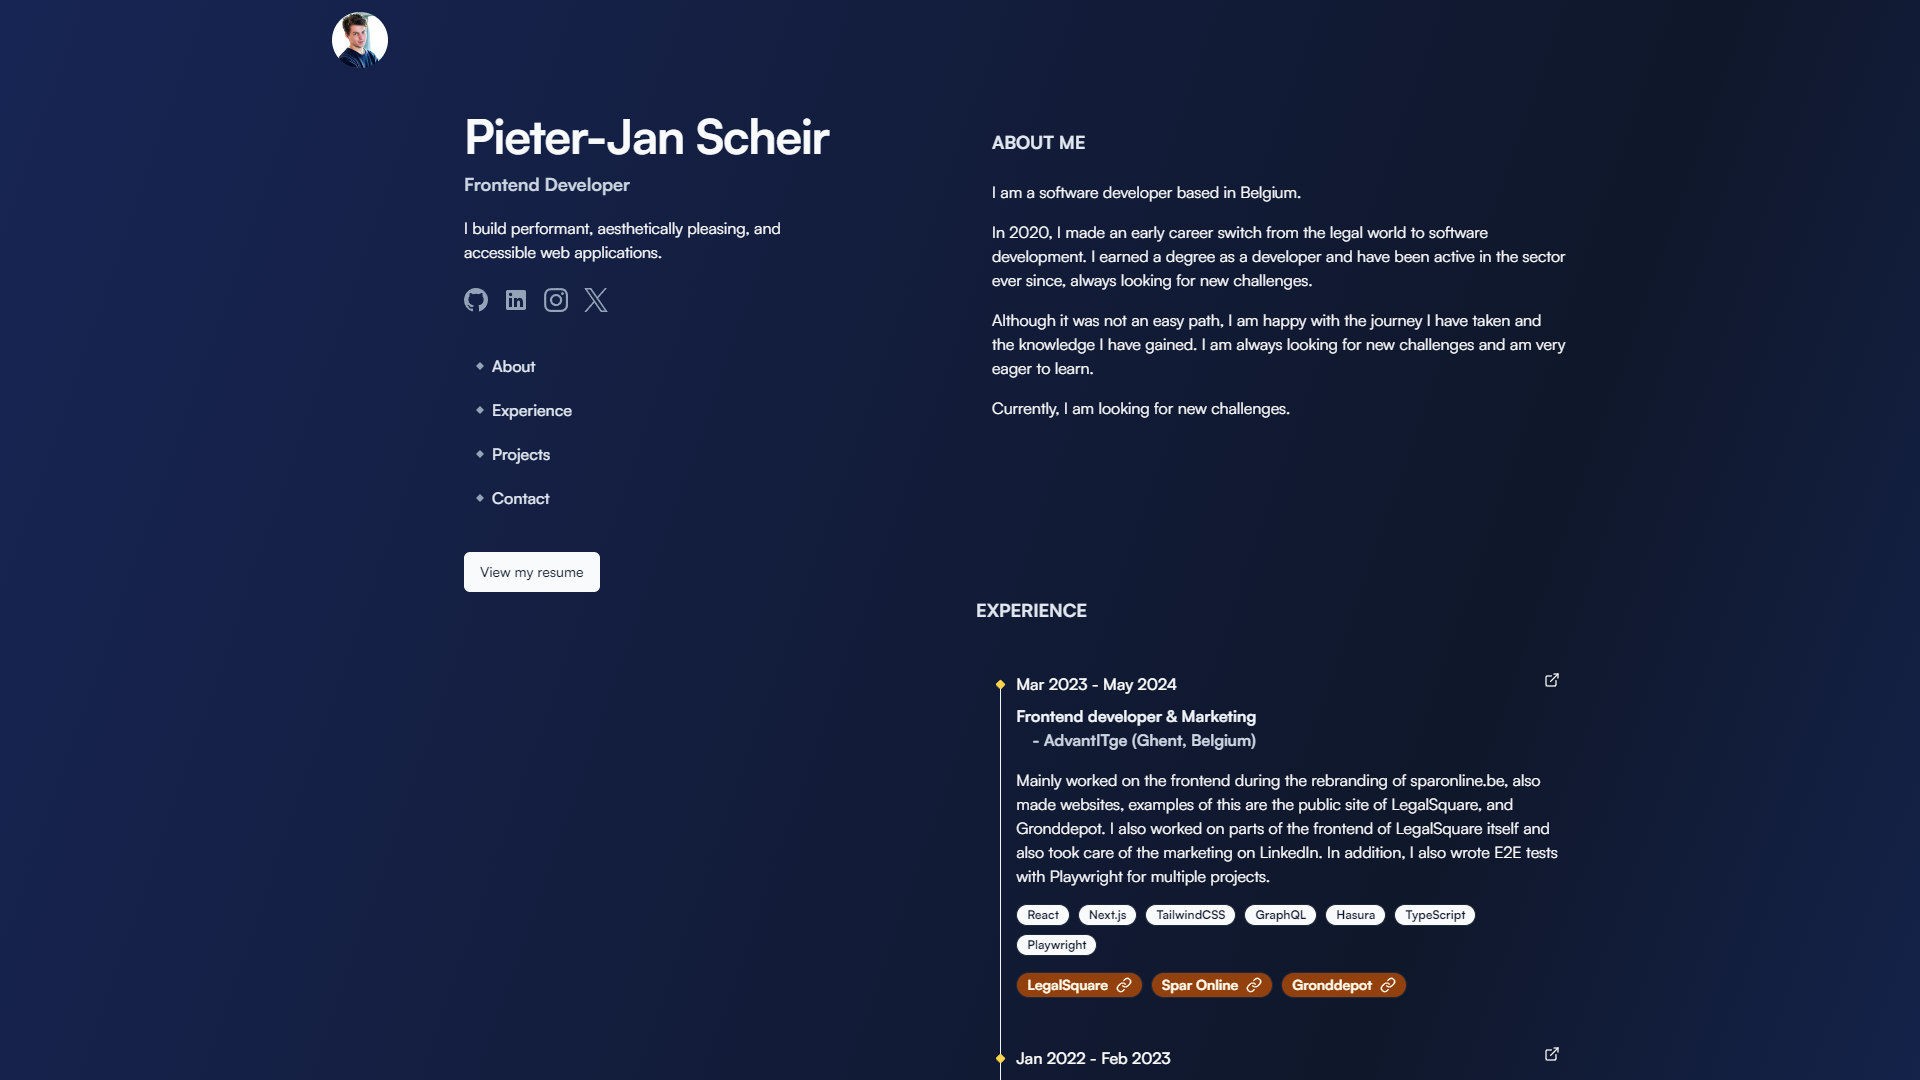 Pieter-Jan Scheir
Frontend Developer
I build performant, aesthetically pleasing, and
accessible web applications.
About
Experience
Projects
Contact
View my resume
ABOUT ME
I am a software developer based in Belgium.
In 2020, I made an early career switch from the legal world to software
development. I earned a degree as a developer and have been active in the sector
ever since, always looking for new challenges.
Although it was not an easy path, I am happy with the journey I have taken and
the knowledge I have gained. I am always looking for new challenges and am very
eager to learn.
Currently, I am looking for new challenges.
EXPERIENCE
Mar 2023 - May 2024
Frontend developer & Marketing
- AdvantITge (Ghent, Belgium)
Mainly worked on the frontend during the rebranding of sparonline.be, also
made websites, examples of this are the public site of LegalSquare, and
Gronddepot. I also worked on parts of the frontend of LegalSquare itself and
also took care of the marketing on LinkedIn. In addition, I also wrote E2E tests
with Playwright for multiple projects.
React Next.js TailwindCSS GraphQL Hasura TypeScript
Playwright
LegalSquare Spar Online Gronddepot
Jan 2022 - Feb 2023